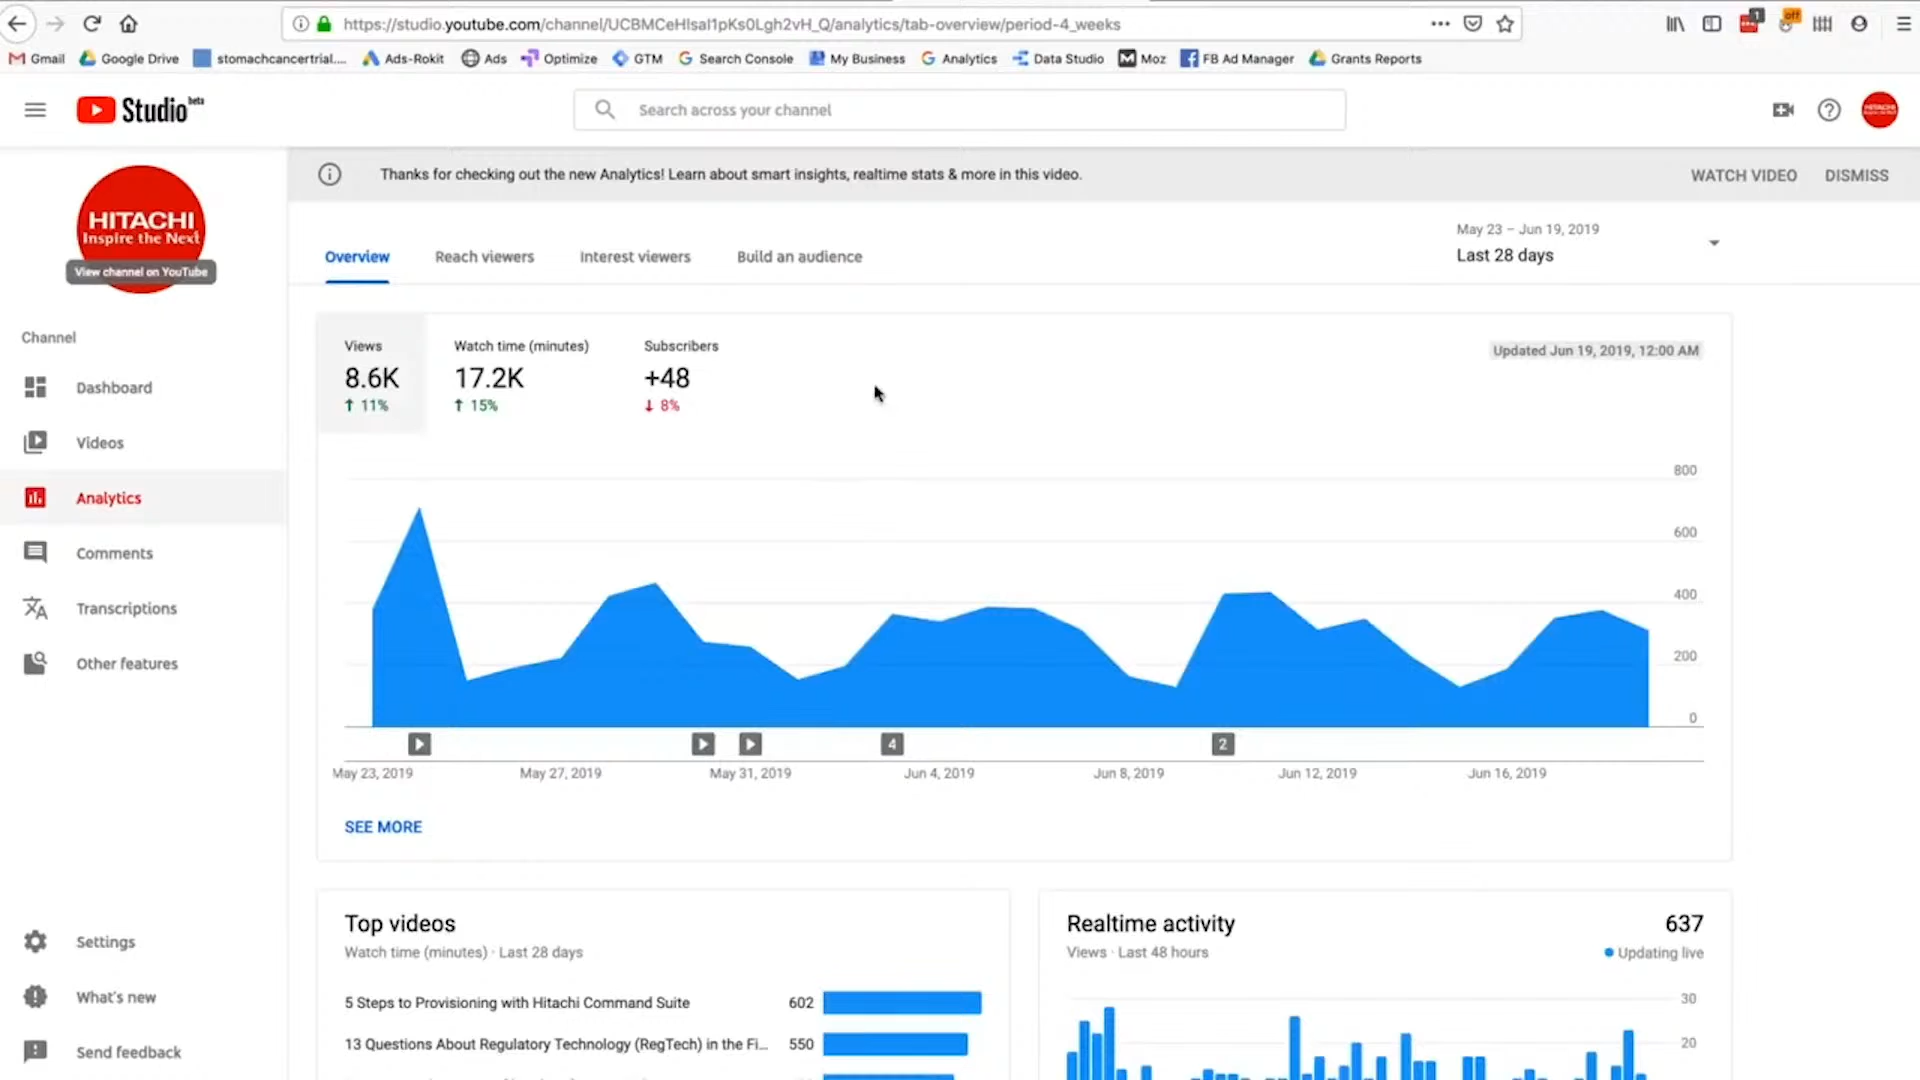 https://studio.youtube.com/channel/UCBMCeHIsaI1pKs0Lgh2vH_Q/analytics/tab-overview/period-4_weeks
1
off
Gmail
Google Drive
stomachcancertrial....
Ads-Rokit
Ads
Optimize
GTM
Search Console
My Business
Analytics
Data Studio
Moz
FB Ad Manager
Grants Reports
Studio beta
Search across your channel
HITACHI
Inspire the Next
View channel on YouTube
Thanks for checking out the new Analytics! Learn about smart insights, realtime stats & more in this video.
WATCH VIDEO
DISMISS
Overview
Reach viewers
Interest viewers
Build an audience
May 23 – Jun 19, 2019
Last 28 days
Channel
Dashboard
Videos
Analytics
Comments
Transcriptions
Other features
Settings
What's new
Send feedback
Views
8.6K
↑ 11%
Watch time (minutes)
17.2K
↑ 15%
Subscribers
+48
↓ 8%
Updated Jun 19, 2019, 12:00 AM
800
600
400
200
0
4
2
May 23, 2019
May 27, 2019
May 31, 2019
Jun 4, 2019
Jun 8, 2019
Jun 12, 2019
Jun 16, 2019
SEE MORE
Top videos
Watch time (minutes) · Last 28 days
5 Steps to Provisioning with Hitachi Command Suite 602
13 Questions About Regulatory Technology (RegTech) in the Fi... 550
Realtime activity
637
Views · Last 48 hours
Updating live
30
20